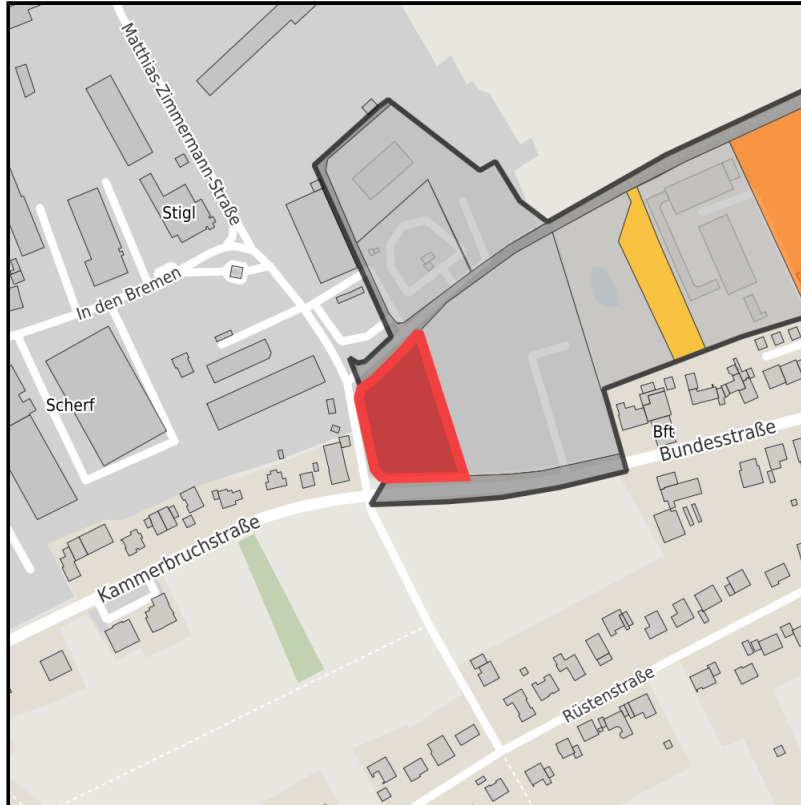 Matthias-Zimmermann-Straße
Stigl
In den Bremen
Scherf
Bft
Bundesstraße
Kammerbruchstraße
Rüstenstraße